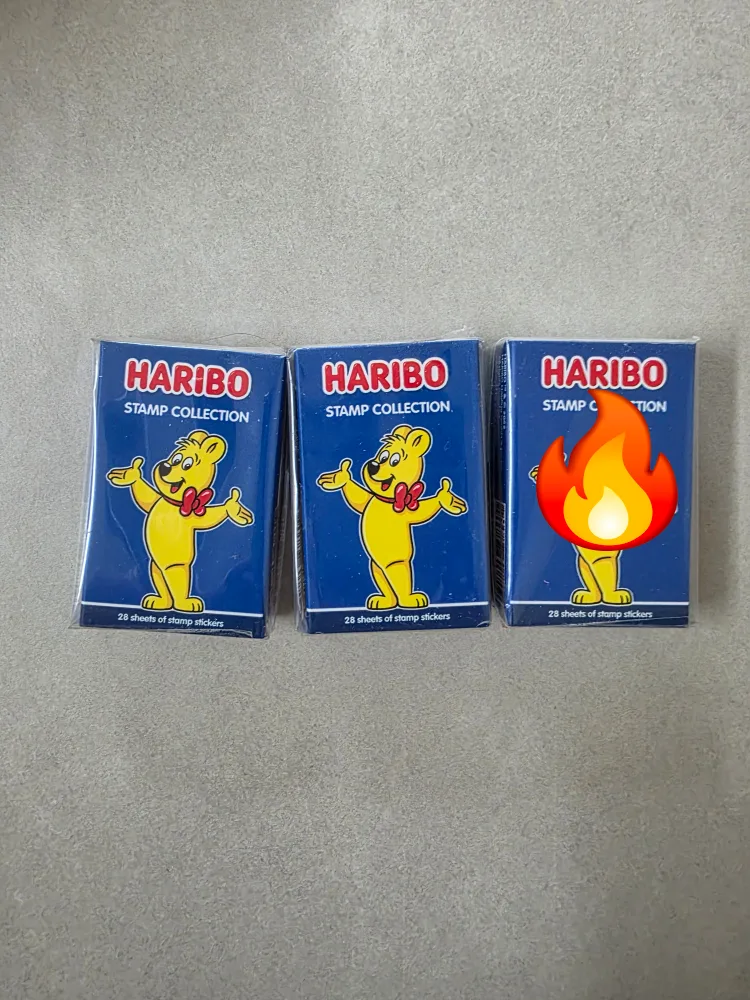 HARIBO
STAMP COLLECTION
28 sheets of stamp stickers
HARIBO
STAMP COLLECTION
28 sheets of stamp stickers
HARIBO
STAMP TION
28 sheets of stamp stickers